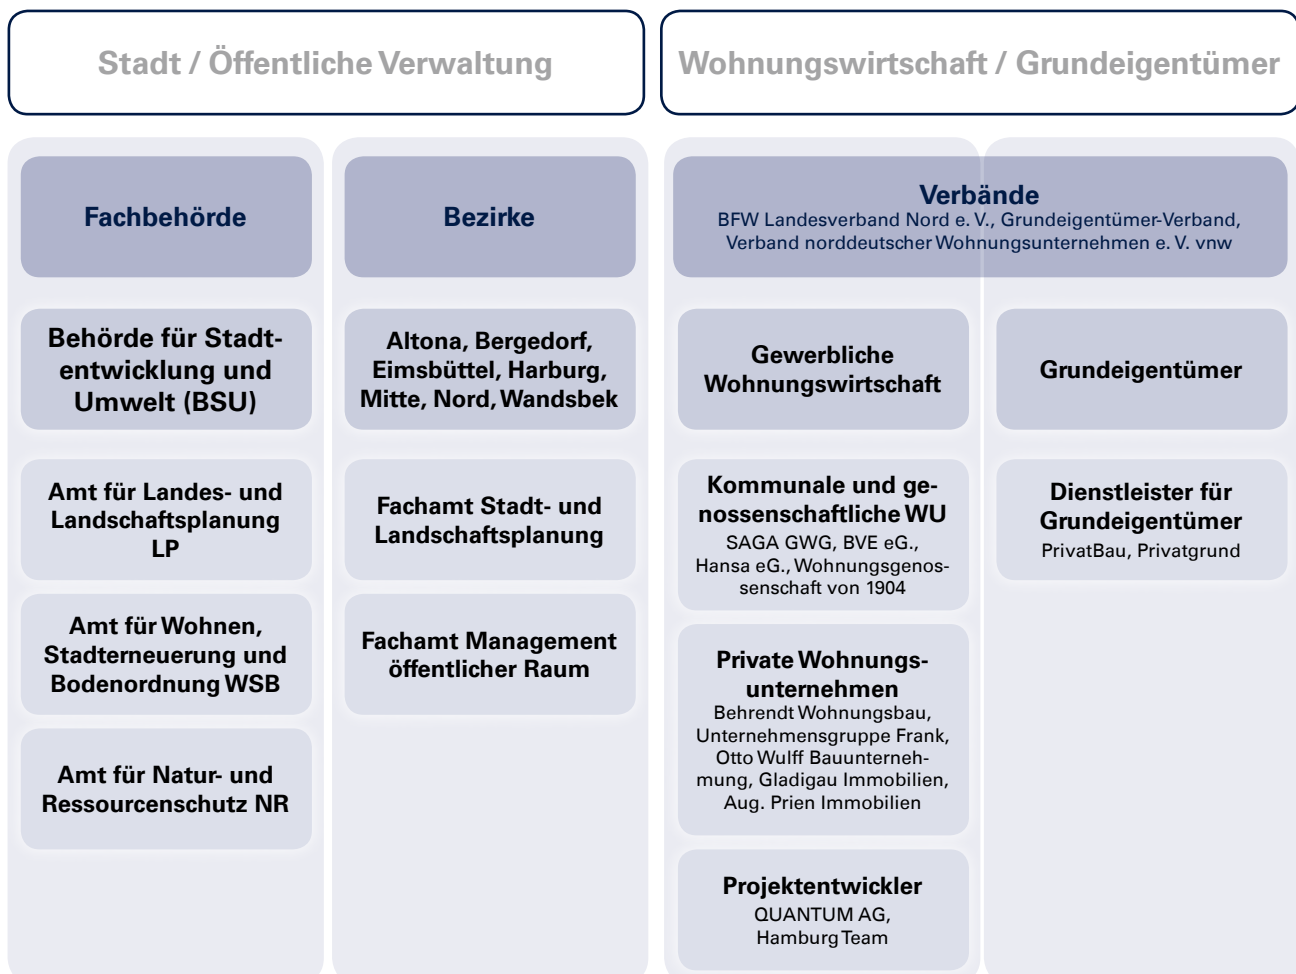 Stadt / Öffentliche Verwaltung
Wohnungswirtschaft / Grundeigentümer
Fachbehörde
Behörde für Stadt-
entwicklung und
Umwelt (BSU)
Amt für Landes- und
Landschaftsplanung
LP
Amt für Wohnen,
Stadterneuerung und
Bodenordnung WSB
Amt für Natur- und
Ressourcenschutz NR
Bezirke
Altona, Bergedorf,
Eimsbüttel, Harburg,
Mitte, Nord, Wandsbek
Fachamt Stadt- und
Landschaftsplanung
Fachamt Management
öffentlicher Raum
Verbände
BFW Landesverband Nord e. V., Grundeigentümer-Verband,
Verband norddeutscher Wohnungsunternehmen e. V. vnw
Gewerbliche
Wohnungswirtschaft
Kommunale und ge-
nossenschaftliche WU
SAGA GWG, BVE eG.,
Hansa eG., Wohnungsgenos-
senschaft von 1904
Private Wohnungs-
unternehmen
Behrendt Wohnungsbau,
Unternehmensgruppe Frank,
Otto Wulff Bauunterneh-
mung, Gladigau Immobilien,
Aug. Prien Immobilien
Projektentwickler
QUANTUM AG,
Hamburg Team
Grundeigentümer
Dienstleister für
Grundeigentümer
PrivatBau, Privatgrund